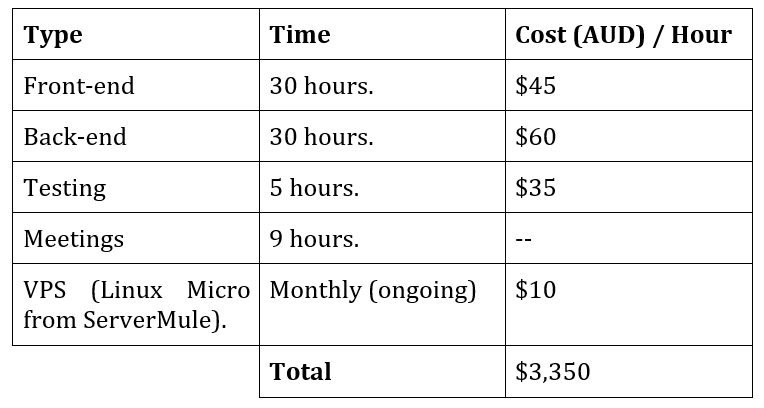 Type Time Cost (AUD) / Hour
Front-end 30 hours. $45
Back-end 30 hours. $60
Testing 5 hours. $35
Meetings 9 hours. --
VPS (Linux Micro Monthly (ongoing) $10
from ServerMule).
Total $3,350